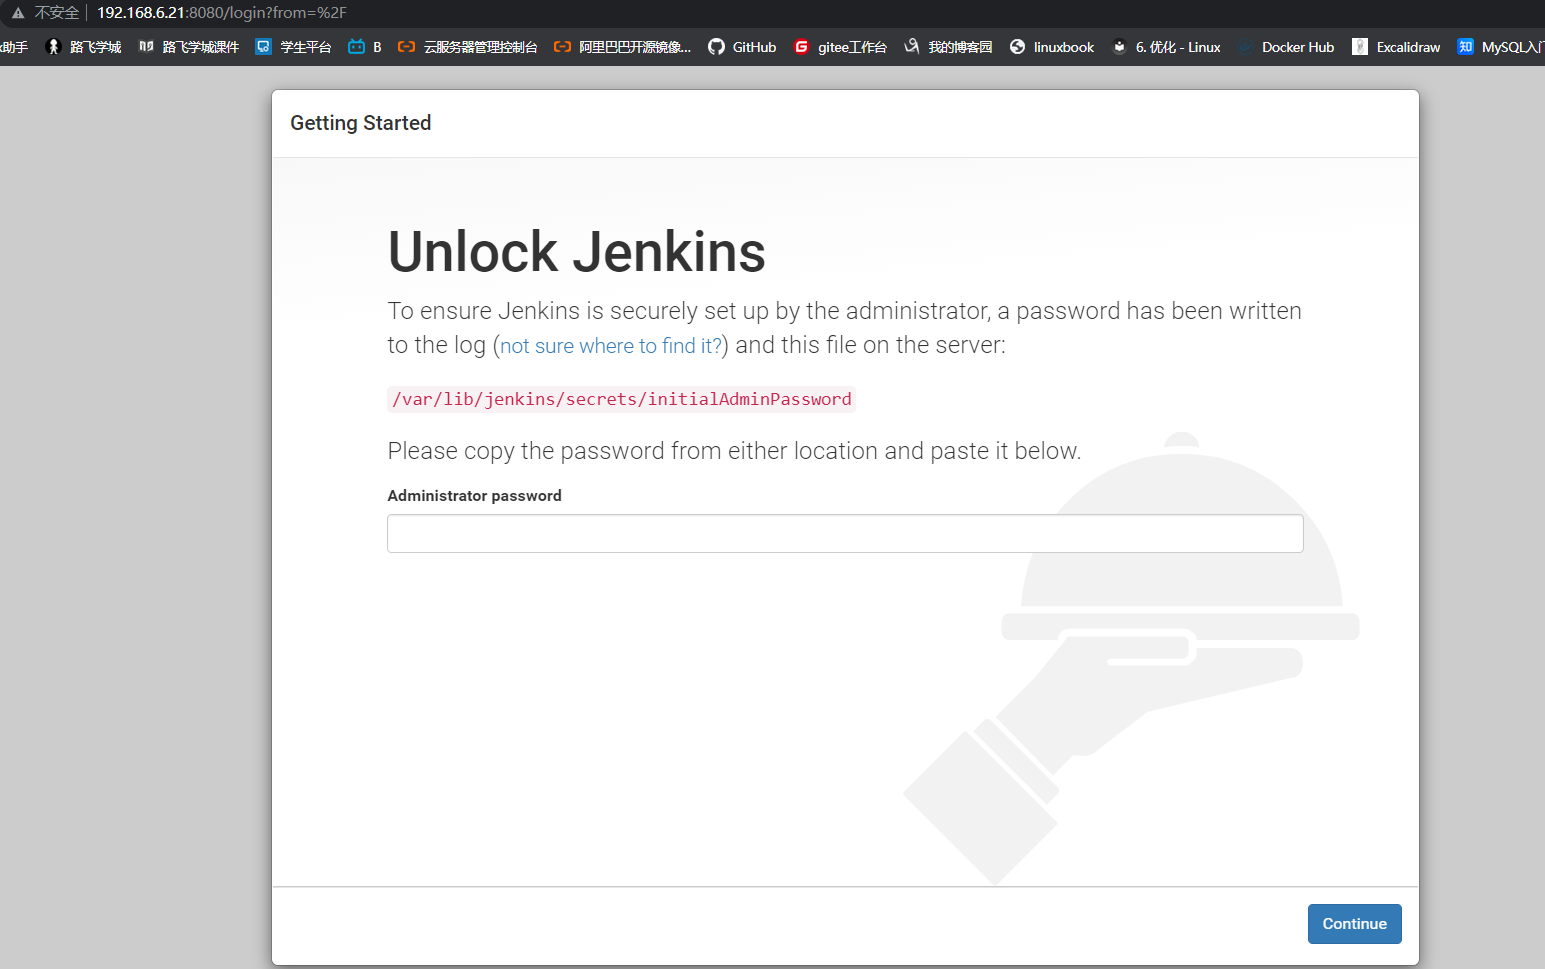 不安全 192.168.6.21:8080/login?from=%2F
助手 路飞学城 路飞学城课件 学生平台 B 云服务器管理控制台 阿里巴巴开源镜像... GitHub gitee工作台 我的博客园 linuxbook 6. 优化 - Linux Docker Hub Excalidraw MySQL入
Getting Started
Unlock Jenkins
To ensure Jenkins is securely set up by the administrator, a password has been written
to the log (not sure where to find it?) and this file on the server:
/var/lib/jenkins/secrets/initialAdminPassword
Please copy the password from either location and paste it below.
Administrator password
Continue